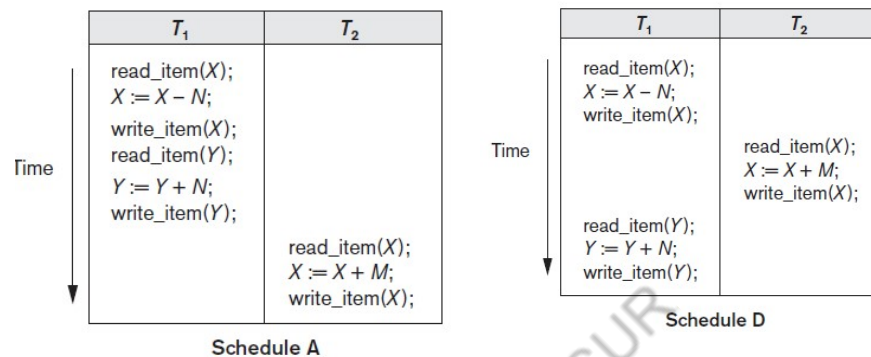 T1 T2
read_item(X);
X := X – N;
write_item(X);
read_item(Y);
Y := Y + N;
write_item(Y);
Time
read_item(X);
X := X + M;
write_item(X);
Schedule A
T1 T2
read_item(X);
X := X – N;
write_item(X);
Time
read_item(X);
X := X + M;
write_item(X);
read_item(Y);
Y := Y + N;
write_item(Y);
Schedule D
SUR